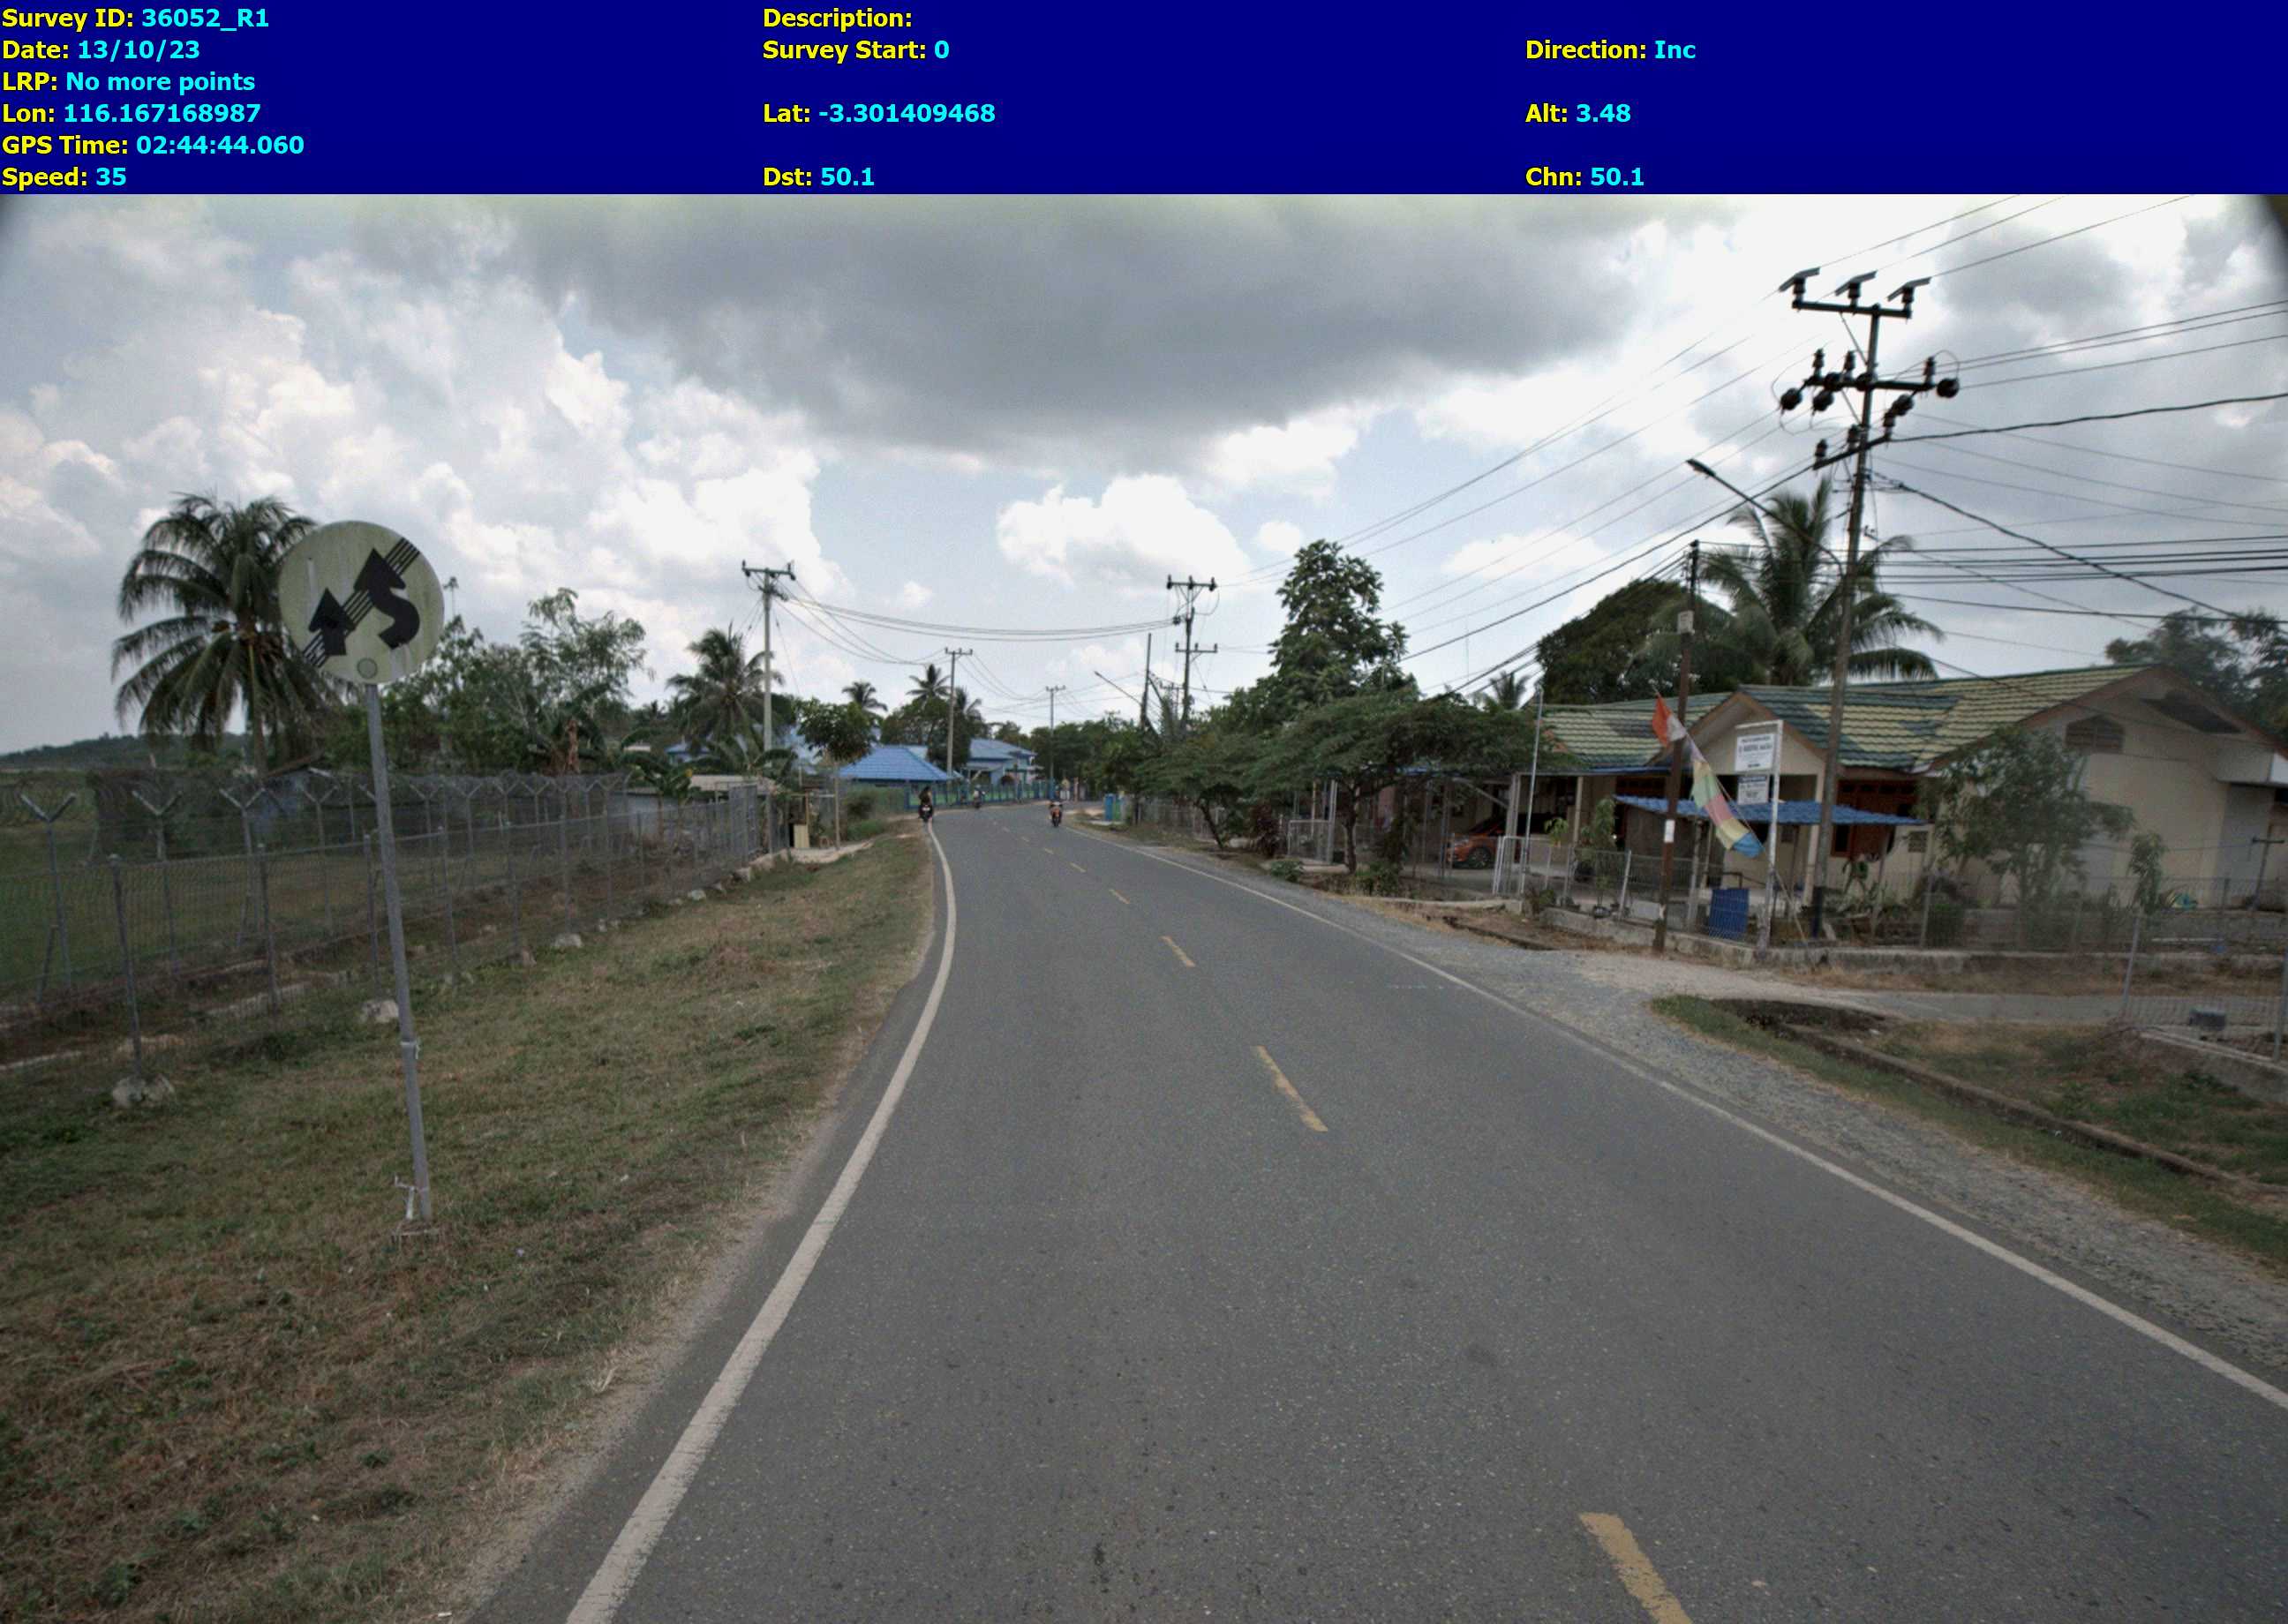 Survey ID: 36052_R1
Description:
Date: 13/10/23
Survey Start: 0
Direction: Inc
LRP: No more points
Lon: 116.167168987
Lat: -3.301409468
Alt: 3.48
GPS Time: 02:44:44.060
Speed: 35
Dst: 50.1
Chn: 50.1